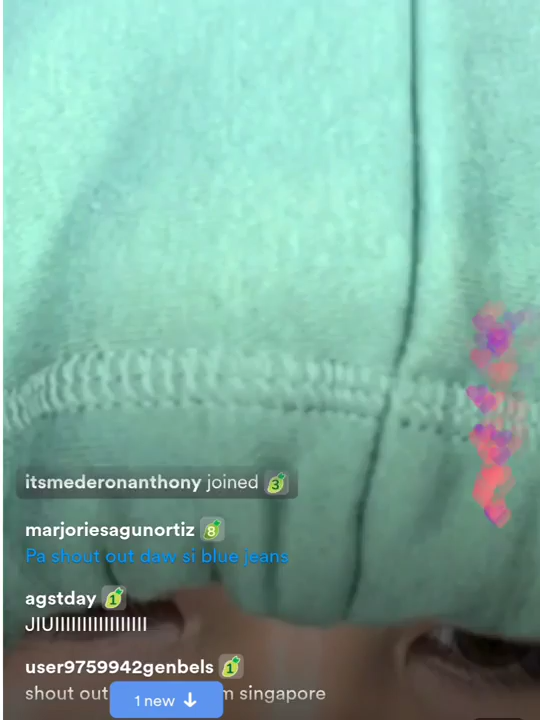 itsmederonanthony joined 3
marjoriesagunortiz 8
Pa shout out daw si blue jeans
agstday 1
JIUIIIIIIIIIIIIIIIII
user9759942genbels 1
shout out m singapore
1 new ↓